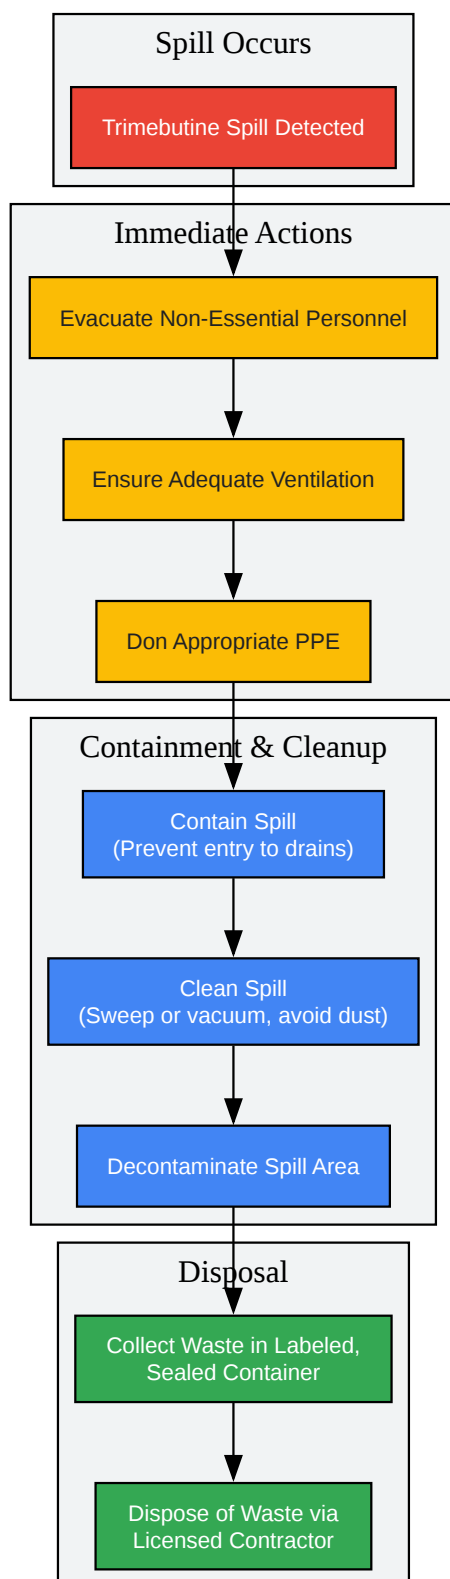 Spill Occurs
Trimebutine Spill Detected
Immediate Actions
Evacuate Non-Essential Personnel
Ensure Adequate Ventilation
Don Appropriate PPE
Containment & Cleanup
Contain Spill
(Prevent entry to drains)
Clean Spill
(Sweep or vacuum, avoid dust)
Decontaminate Spill Area
Disposal
Collect Waste in Labeled,
Sealed Container
Dispose of Waste via
Licensed Contractor